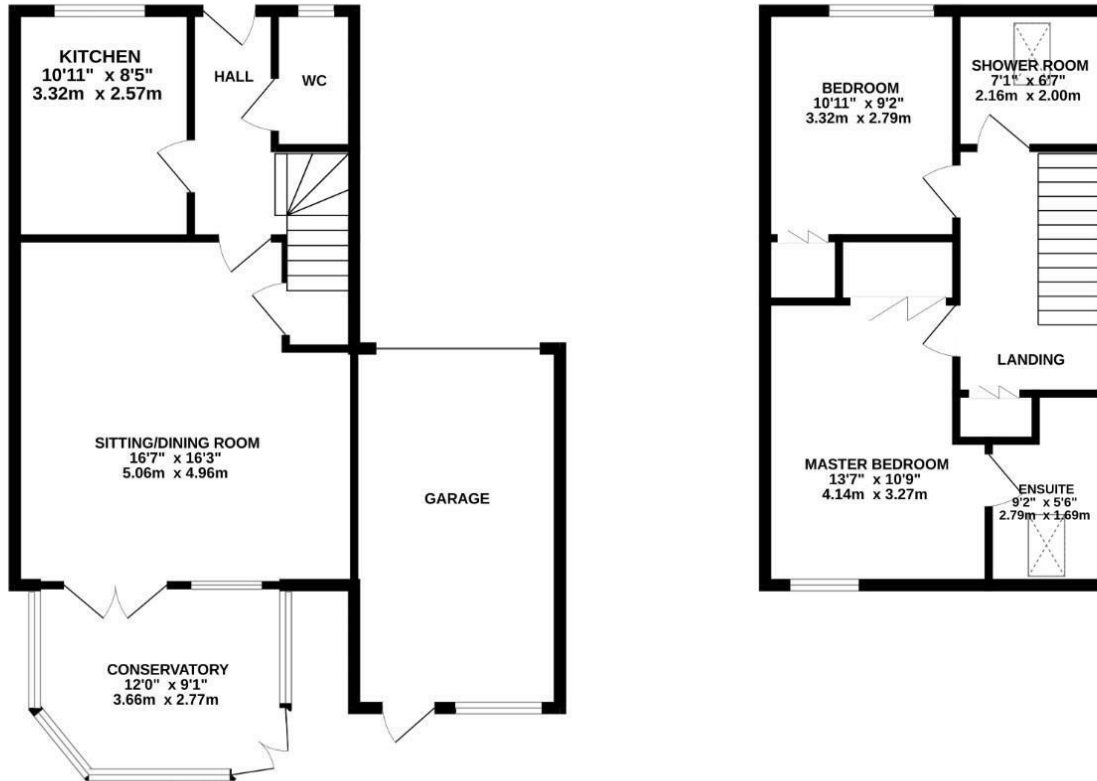 KITCHEN
10'11" x 8'5"
3.32m x 2.57m
HALL
WC
SITTING/DINING ROOM
16'7" x 16'3"
5.06m x 4.96m
GARAGE
CONSERVATORY
12'0" x 9'1"
3.66m x 2.77m
BEDROOM
10'11" x 9'2"
3.32m x 2.79m
SHOWER ROOM
7'1" x 6'7"
2.16m x 2.00m
LANDING
MASTER BEDROOM
13'7" x 10'9"
4.14m x 3.27m
ENSUITE
9'2" x 5'6"
2.79m x 1.69m